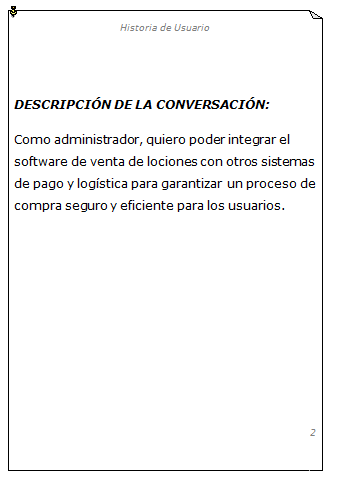 Historia de Usuario
DESCRIPCIÓN DE LA CONVERSACIÓN:
Como administrador, quiero poder integrar el
software de venta de lociones con otros sistemas
de pago y logística para garantizar un proceso de
compra seguro y eficiente para los usuarios.
2